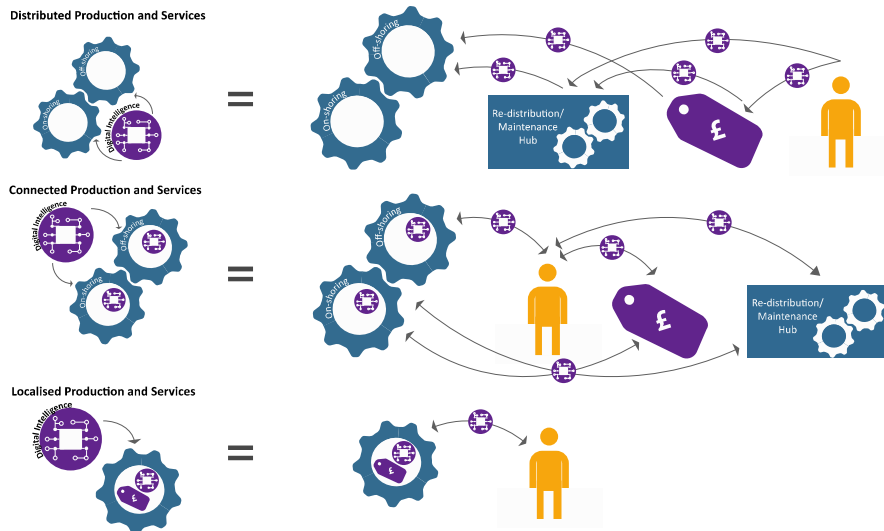 Distributed Production and Services
Off-shoring
On-shoring
Digital Intelligence
=
Off-shoring
On-shoring
Re-distribution/
Maintenance
Hub
£
Connected Production and Services
Digital Intelligence
Off-shoring
On-shoring
=
Off-shoring
On-shoring
£
Re-distribution/
Maintenance
Hub
Localised Production and Services
Digital Intelligence
£
=
£